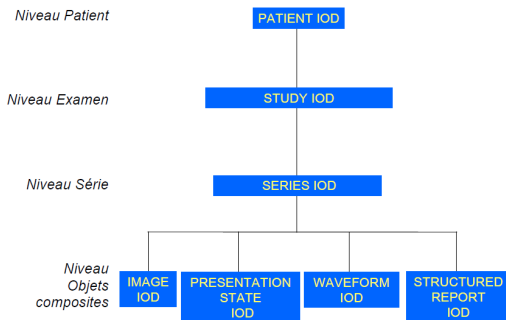 Niveau Patient
PATIENT IOD
Niveau Examen
STUDY IOD
Niveau Série
SERIES IOD
Niveau
Objets
composites
IMAGE
IOD
PRESENTATION
STATE
IOD
WAVEFORM
IOD
STRUCTURED
REPORT
IOD